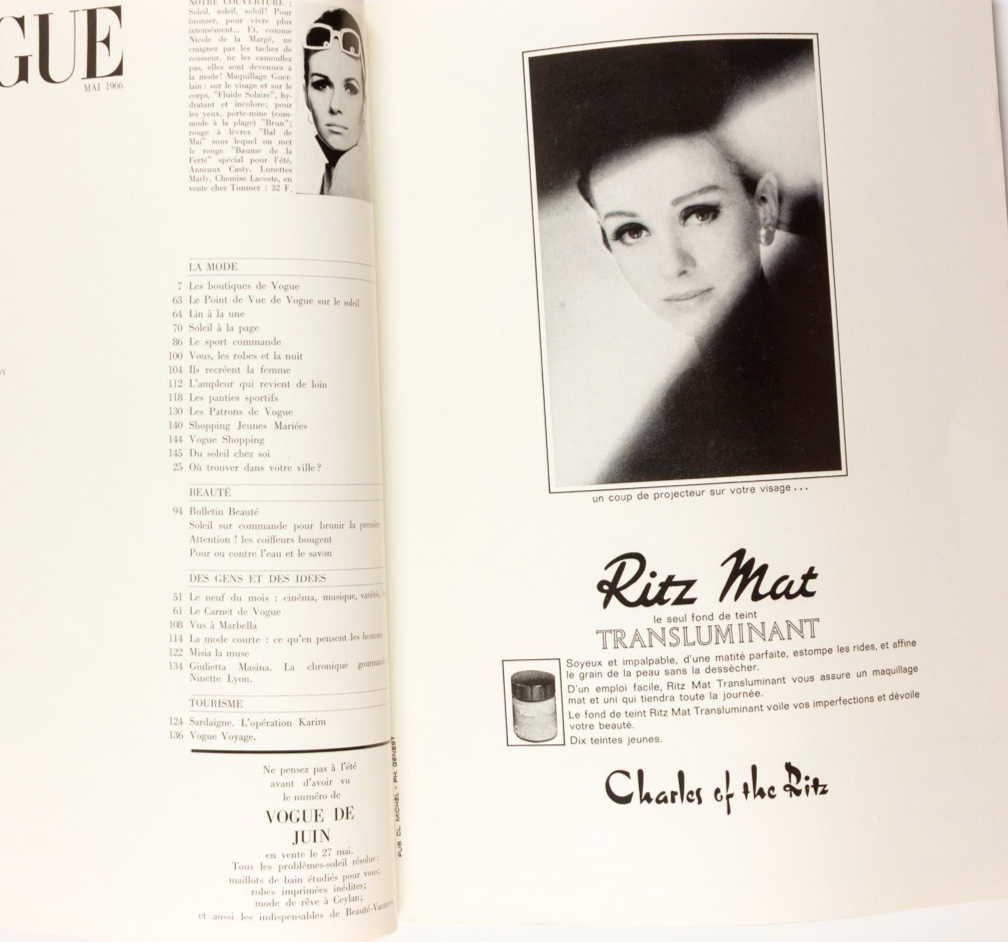 GUE
MAI 1966
NOTRE COUVERTURE :
Soleil, soleil, soleil! Pour
bronzer, pour vivre plus
intensément... Et, comme
Nicole de la Margé, ne
craignez pas les taches de
rousseur, ne les camouflez
pas, elles sont devenues à
la mode! Maquillage Guer-
lain : sur le visage et sur le
corps, "Fluide Solaire", hy-
dratant et incolore; pour
les yeux, porte-mine (com-
mode à la plage) "Brun";
rouge à lèvres "Bal de
Mai" sous lequel on met
le rouge "Baume de la
Ferté" spécial pour l'été.
Anneaux Casty. Lunettes
Marly. Chemise Lacoste, en
vente chez Tunmer : 32 F.
LA MODE
7 Les boutiques de Vogue
63 Le Point de Vue de Vogue sur le soleil
64 Lin à la une
70 Soleil à la page
86 Le sport commande
100 Vous, les robes et la nuit
104 Ils recréent la femme
112 L'ampleur qui revient de loin
118 Les panties sportifs
130 Les Patrons de Vogue
140 Shopping Jeunes Mariées
144 Vogue Shopping
145 Du soleil chez soi
25 Où trouver dans votre ville?
BEAUTÉ
94 Bulletin Beauté
Soleil sur commande pour brunir la première
Attention ! les coiffeurs bougent
Pour ou contre l'eau et le savon
DES GENS ET DES IDEES
51 Le neuf du mois : cinéma, musique, variétés,
61 Le Carnet de Vogue
108 Vus à Marbella
114 La mode courte : ce qu'en pensent les hommes
122 Misia la muse
134 Giulietta Masina. La chronique gourmande
Ninette Lyon.
TOURISME
124 Sardaigne. L'opération Karim
136 Vogue Voyage.
Ne pensez pas à l'été
avant d'avoir vu
le numéro de
VOGUE DE
JUIN
en vente le 27 mai.
Tous les problèmes-soleil résolus:
maillots de bain étudiés pour vous;
robes imprimées inédites;
mode de rêve à Ceylan;
et aussi les indispensables de Beauté-Vacances
PUB CL. MICHEL - PH. GENEST
un coup de projecteur sur votre visage...
Ritz Mat
le seul fond de teint
TRANSLUMINANT
Soyeux et impalpable, d'une matité parfaite, estompe les rides, et affine
le grain de la peau sans la dessécher.
D'un emploi facile, Ritz Mat Transluminant vous assure un maquillage
mat et uni qui tiendra toute la journée.
Le fond de teint Ritz Mat Transluminant voile vos imperfections et dévoile
votre beauté.
Dix teintes jeunes.
Charles of the Ritz